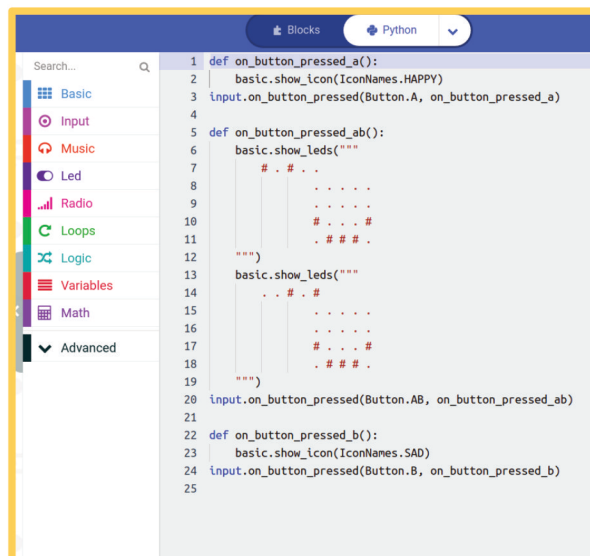 Blocks
Python
Search...
Basic
Input
Music
Led
Radio
Loops
Logic
Variables
Math
Advanced
1 def on_button_pressed_a():
2     basic.show_icon(IconNames.HAPPY)
3 input.on_button_pressed(Button.A, on_button_pressed_a)
4
5 def on_button_pressed_ab():
6     basic.show_leds("""
7         # . # . .
8                 . . . . .
9                 . . . . .
10                 # . . . #
11                 . # # # .
12     """)
13     basic.show_leds("""
14         . . # . #
15                 . . . . .
16                 . . . . .
17                 # . . . #
18                 . # # # .
19     """)
20 input.on_button_pressed(Button.AB, on_button_pressed_ab)
21
22 def on_button_pressed_b():
23     basic.show_icon(IconNames.SAD)
24 input.on_button_pressed(Button.B, on_button_pressed_b)
25